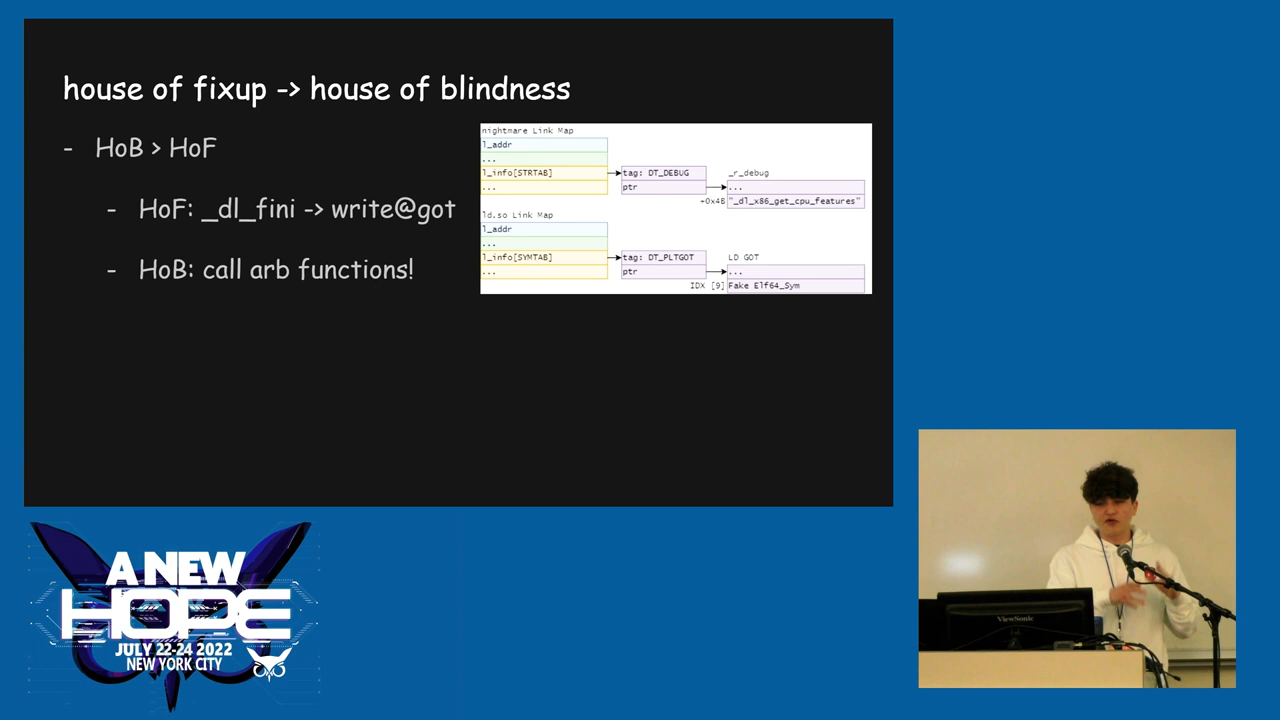 house of fixup -> house of blindness
- HoB > HoF
- HoF: _dl_fini -> write@got
- HoB: call arb functions!
nightmare Link Map
l_addr
...
l_info[STRTAB]
...
tag: DT_DEBUG
ptr
_r_debug
...
+0x4B
"_dl_x86_get_cpu_features"
ld.so Link Map
l_addr
...
l_info[SYMTAB]
...
tag: DT_PLTGOT
ptr
LD GOT
...
IDX [9]
Fake Elf64_Sym
A NEW
HOPE
JULY 22-24 2022
NEW YORK CITY
ViewSonic